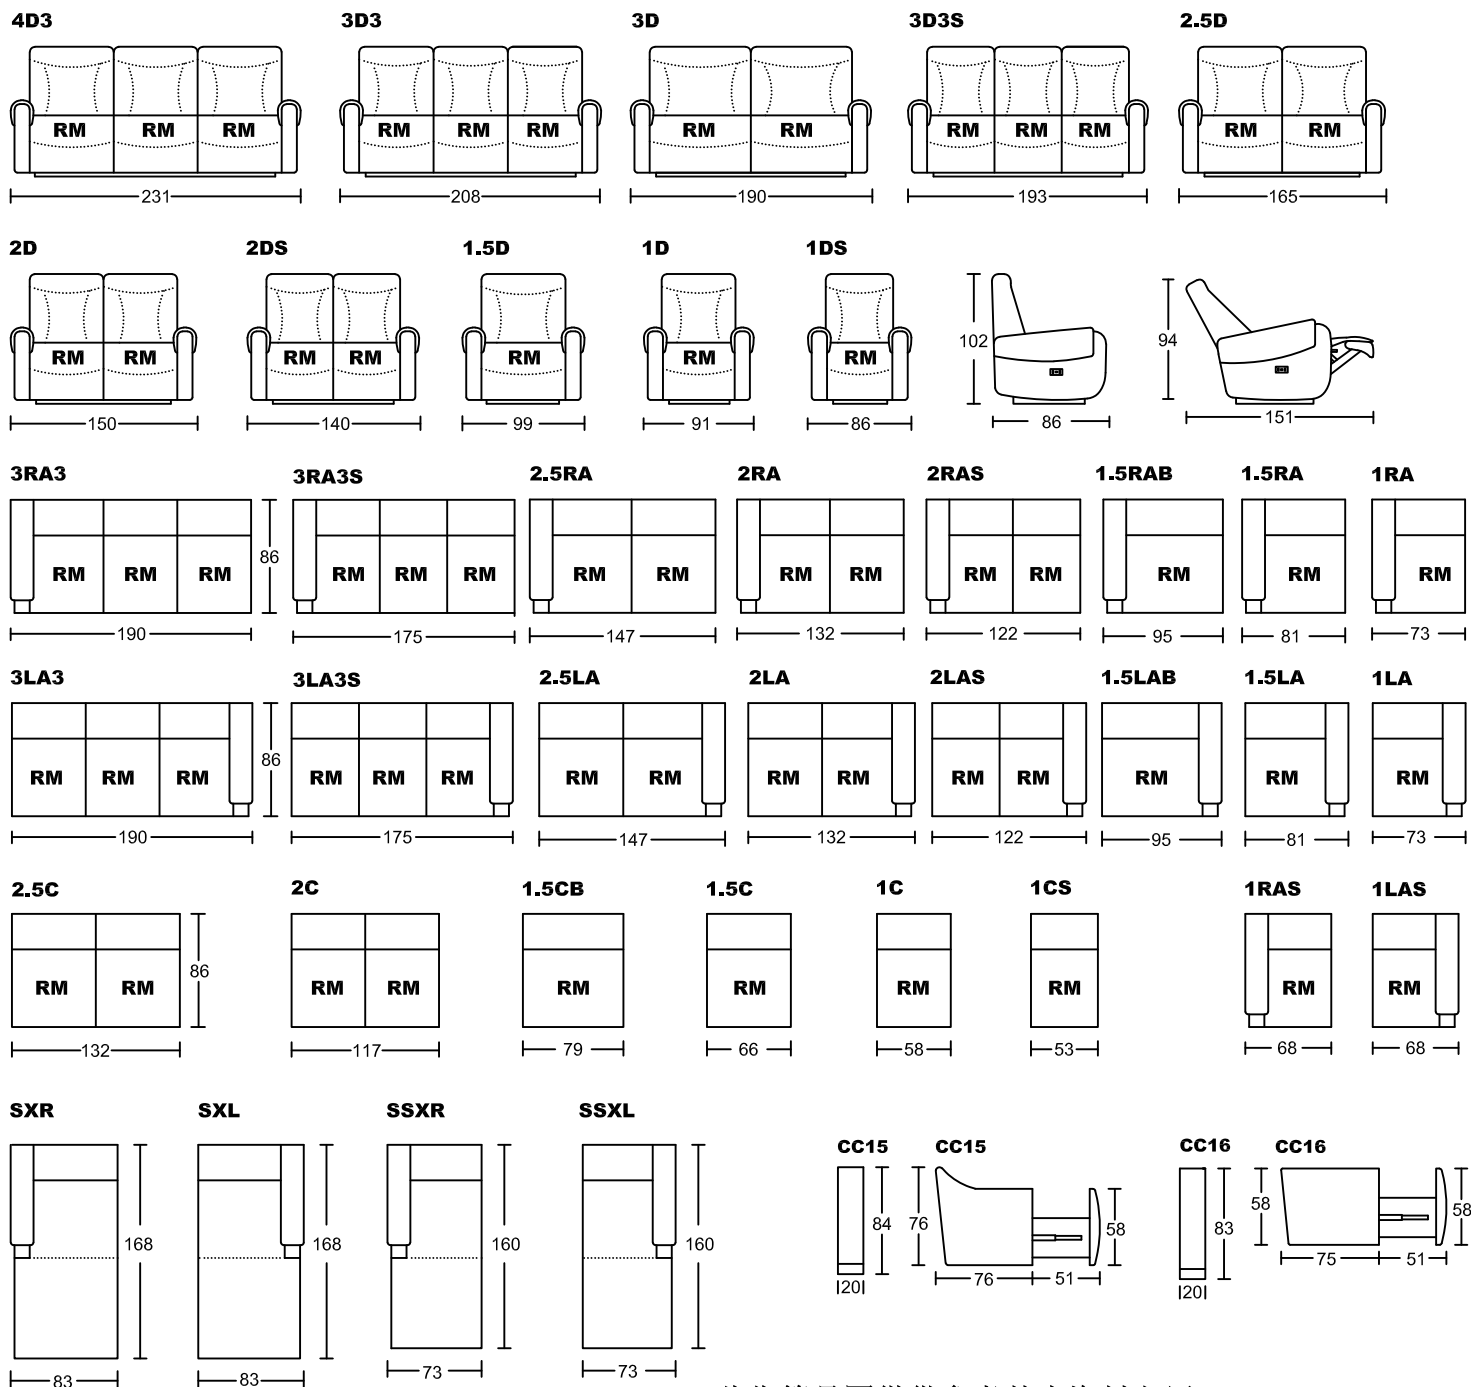 4D3 3D3 3D 3D3S 2.5D
RM RM RM RM RM RM RM RM RM RM RM RM RM
231 208 190 193 165
2D 2DS 1.5D 1D 1DS
102 94
RM RM RM RM RM RM RM
150 140 99 91 86 86 151
3RA3 3RA3S 2.5RA 2RA 2RAS 1.5RAB 1.5RA 1RA
86
RM RM RM RM RM RM RM RM RM RM RM RM RM RM RM RM
190 175 147 132 122 95 81 73
3LA3 3LA3S 2.5LA 2LA 2LAS 1.5LAB 1.5LA 1LA
86
RM RM RM RM RM RM RM RM RM RM RM RM RM RM RM
190 175 147 132 122 95 81 73
2.5C 2C 1.5CB 1.5C 1C 1CS 1RAS 1LAS
86
RM RM RM RM RM RM RM RM RM RM
132 117 79 66 58 53 68 68
SXR SXL SSXR SSXL
CC15 CC15 CC16 CC16
84 76 58 83 58 58
168 168 160 160
20 76 51 20 75 51
83 83 73 73